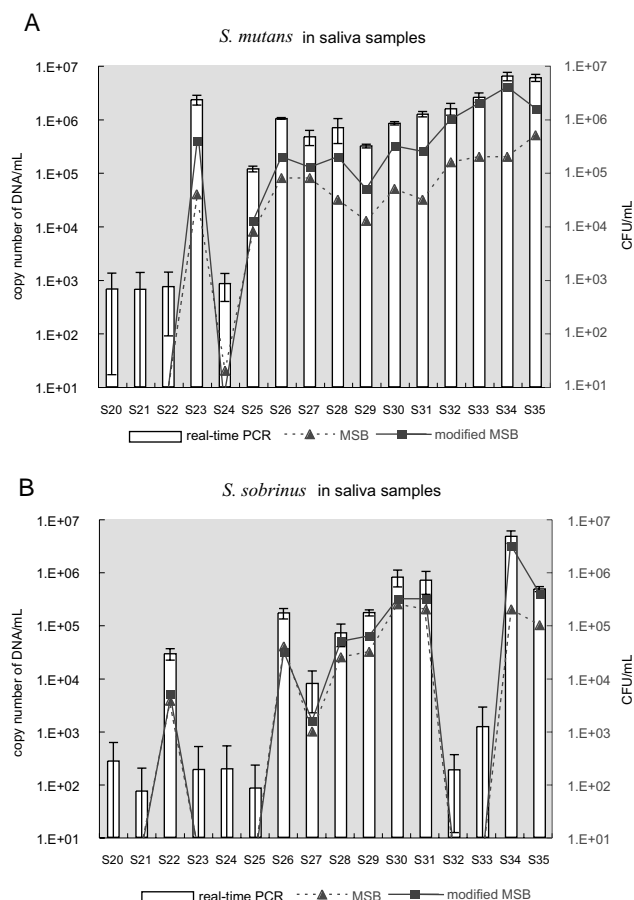 A
S. mutans in saliva samples
1.E+07
1.E+06
1.E+05
1.E+04
1.E+03
1.E+02
1.E+01
copy number of DNA/mL
1.E+07
1.E+06
1.E+05
1.E+04
1.E+03
1.E+02
1.E+01
CFU/mL
S20 S21 S22 S23 S24 S25 S26 S27 S28 S29 S30 S31 S32 S33 S34 S35
real-time PCR MSB modified MSB
B
S. sobrinus in saliva samples
1.E+07
1.E+06
1.E+05
1.E+04
1.E+03
1.E+02
1.E+01
copy number of DNA/mL
1.E+07
1.E+06
1.E+05
1.E+04
1.E+03
1.E+02
1.E+01
CFU/mL
S20 S21 S22 S23 S24 S25 S26 S27 S28 S29 S30 S31 S32 S33 S34 S35
real-time PCR MSB modified MSB